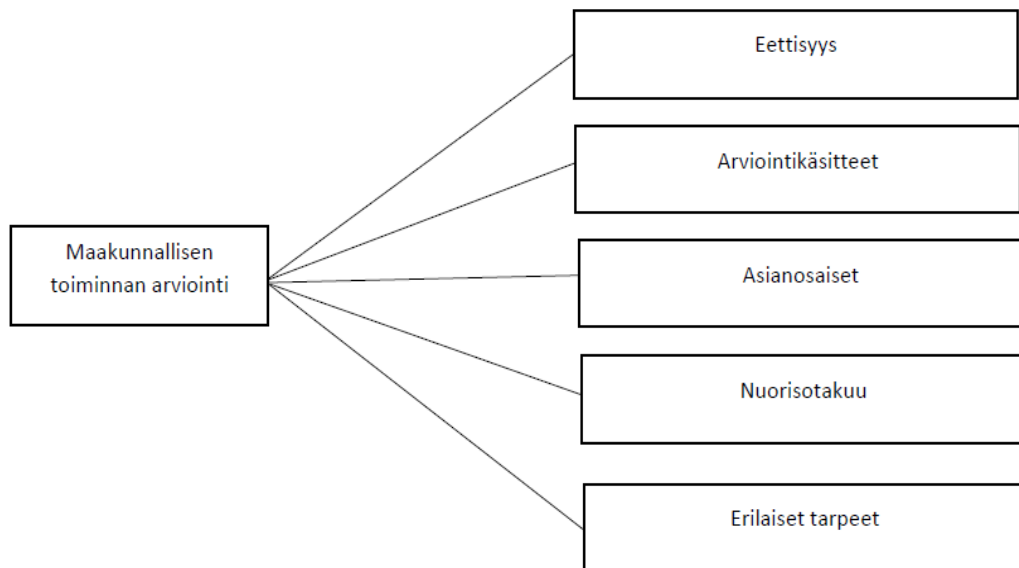 Maakunnallisen
toiminnan arviointi
Eettisyys
Arviointikäsitteet
Asianosaiset
Nuorisotakuu
Erilaiset tarpeet